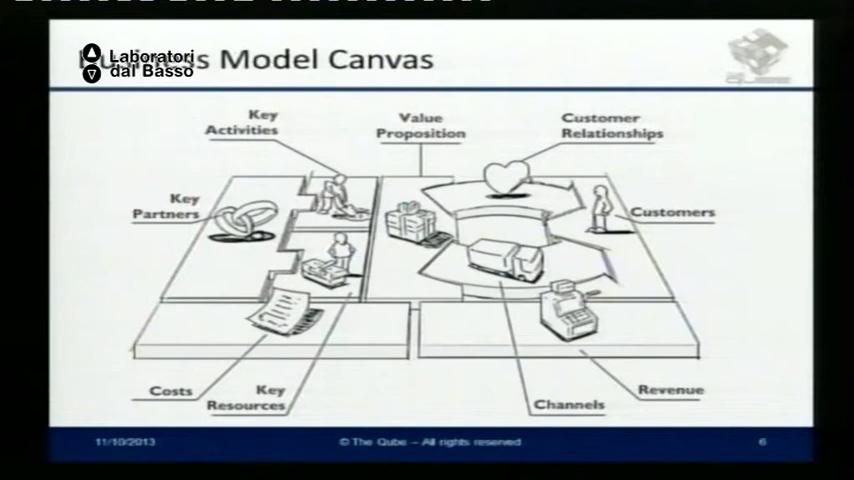 Laboratori
dal Basso
Business Model Canvas
Key
Activities
Value
Proposition
Customer
Relationships
Key
Partners
Customers
Costs
Key
Resources
Channels
Revenue
11/10/2013
© The Qube – All rights reserved
6